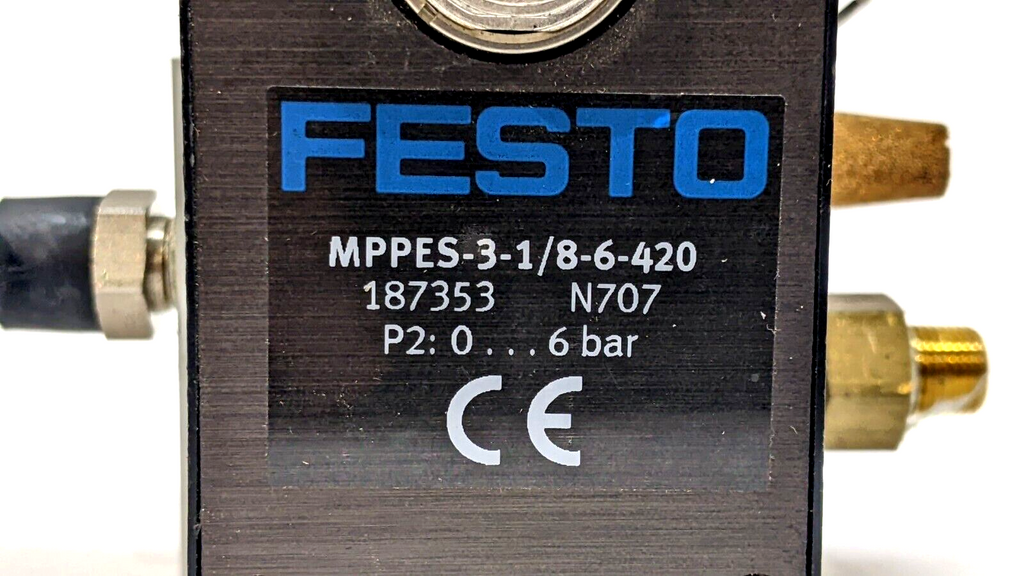 FESTO
MPPES-3-1/8-6-420
187353 N707
P2: 0 . . . 6 bar
CE